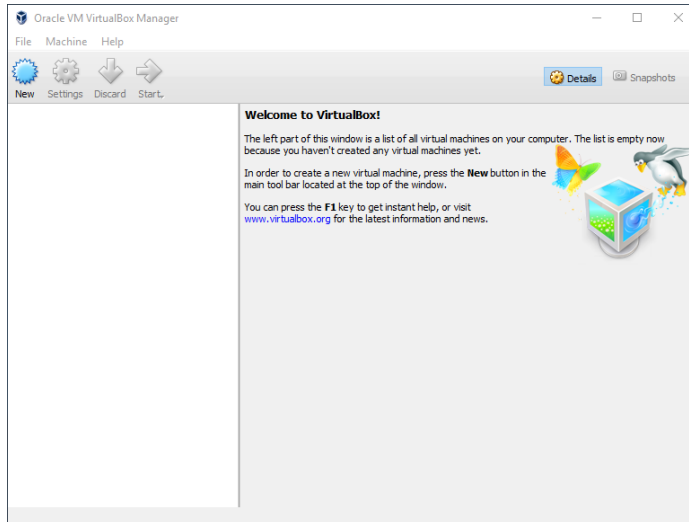 Oracle VM VirtualBox Manager
File Machine Help
New Settings Discard Start
Details Snapshots
Welcome to VirtualBox!
The left part of this window is a list of all virtual machines on your computer. The list is empty now
because you haven't created any virtual machines yet.
In order to create a new virtual machine, press the New button in the
main tool bar located at the top of the window.
You can press the F1 key to get instant help, or visit
www.virtualbox.org for the latest information and news.